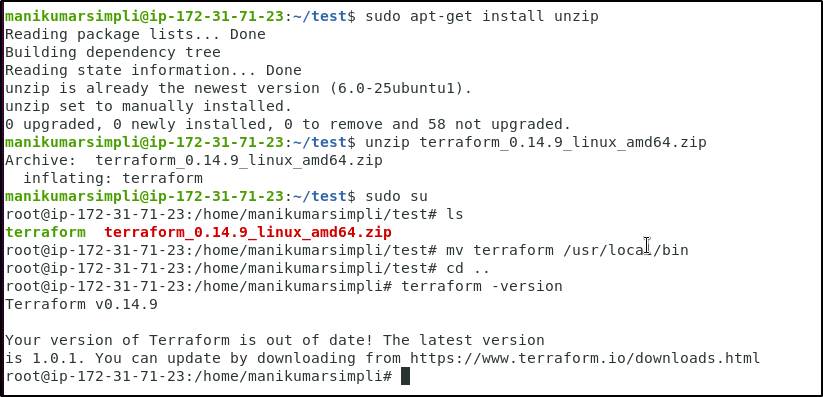 manikumarsimpli@ip-172-31-71-23:~/test$ sudo apt-get install unzip
Reading package lists... Done
Building dependency tree
Reading state information... Done
unzip is already the newest version (6.0-25ubuntu1).
unzip set to manually installed.
0 upgraded, 0 newly installed, 0 to remove and 58 not upgraded.
manikumarsimpli@ip-172-31-71-23:~/test$ unzip terraform_0.14.9_linux_amd64.zip
Archive:  terraform_0.14.9_linux_amd64.zip
  inflating: terraform
manikumarsimpli@ip-172-31-71-23:~/test$ sudo su
root@ip-172-31-71-23:/home/manikumarsimpli/test# ls
terraform  terraform_0.14.9_linux_amd64.zip
root@ip-172-31-71-23:/home/manikumarsimpli/test# mv terraform /usr/local/bin
root@ip-172-31-71-23:/home/manikumarsimpli/test# cd ..
root@ip-172-31-71-23:/home/manikumarsimpli# terraform -version
Terraform v0.14.9
Your version of Terraform is out of date! The latest version
is 1.0.1. You can update by downloading from https://www.terraform.io/downloads.html
root@ip-172-31-71-23:/home/manikumarsimpli#